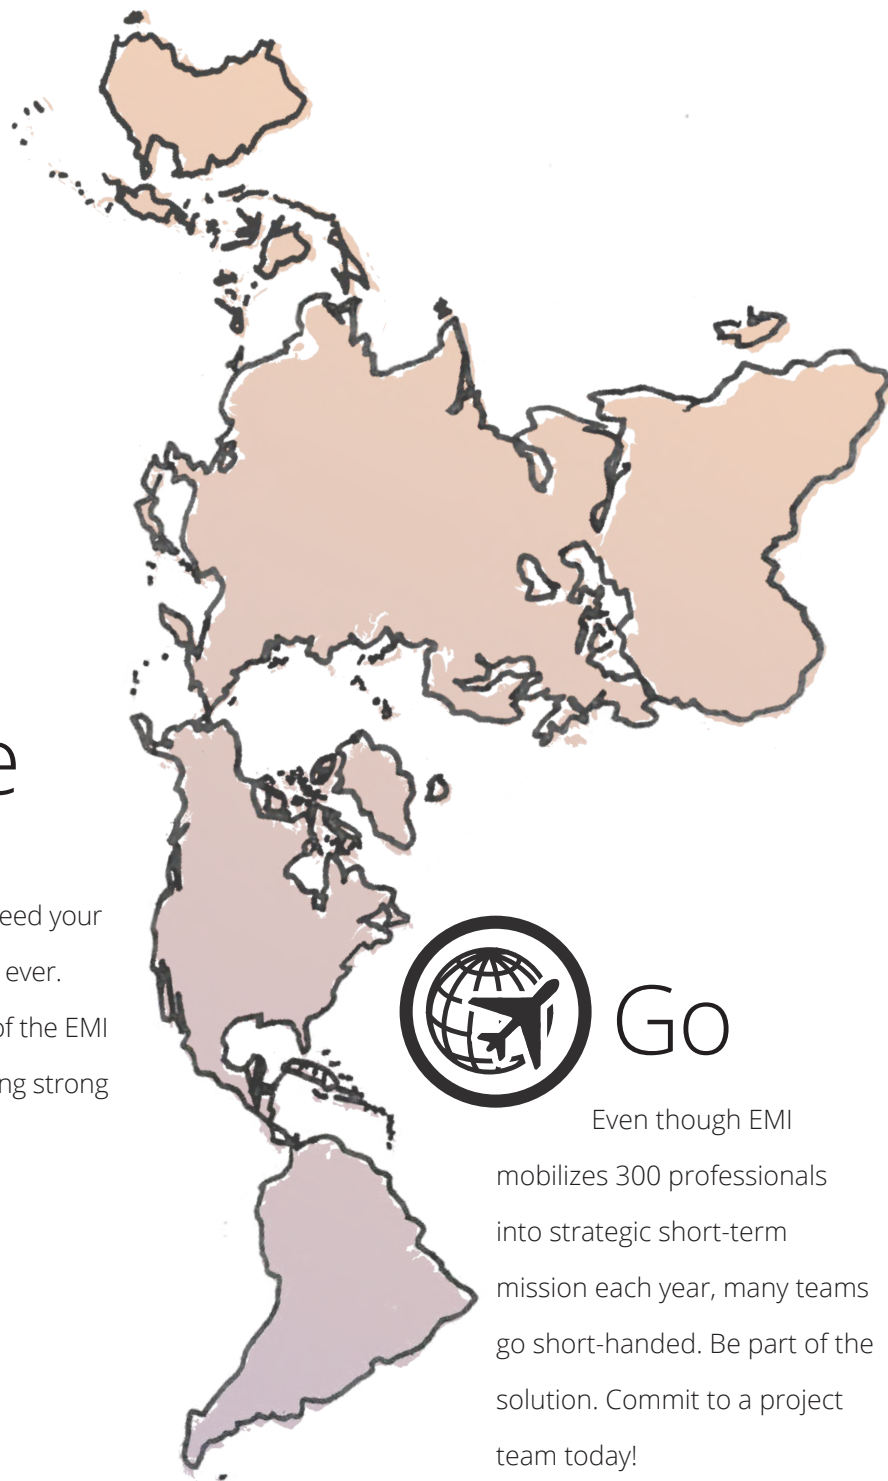 e
eed your
ever.
of the EMI
ng strong
Go
Even though EMI
mobilizes 300 professionals
into strategic short-term
mission each year, many teams
go short-handed. Be part of the
solution. Commit to a project
team today!